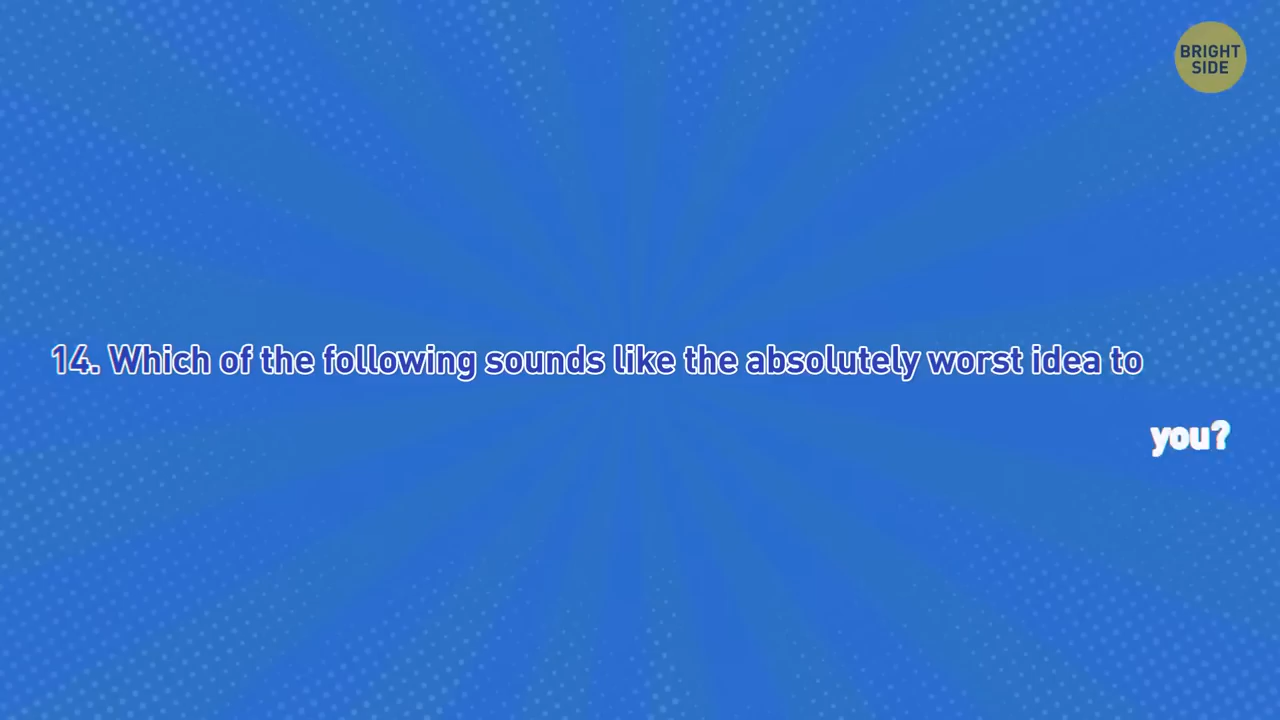 BRIGHT
SIDE
14. Which of the following sounds like the absolutely worst idea to
you?